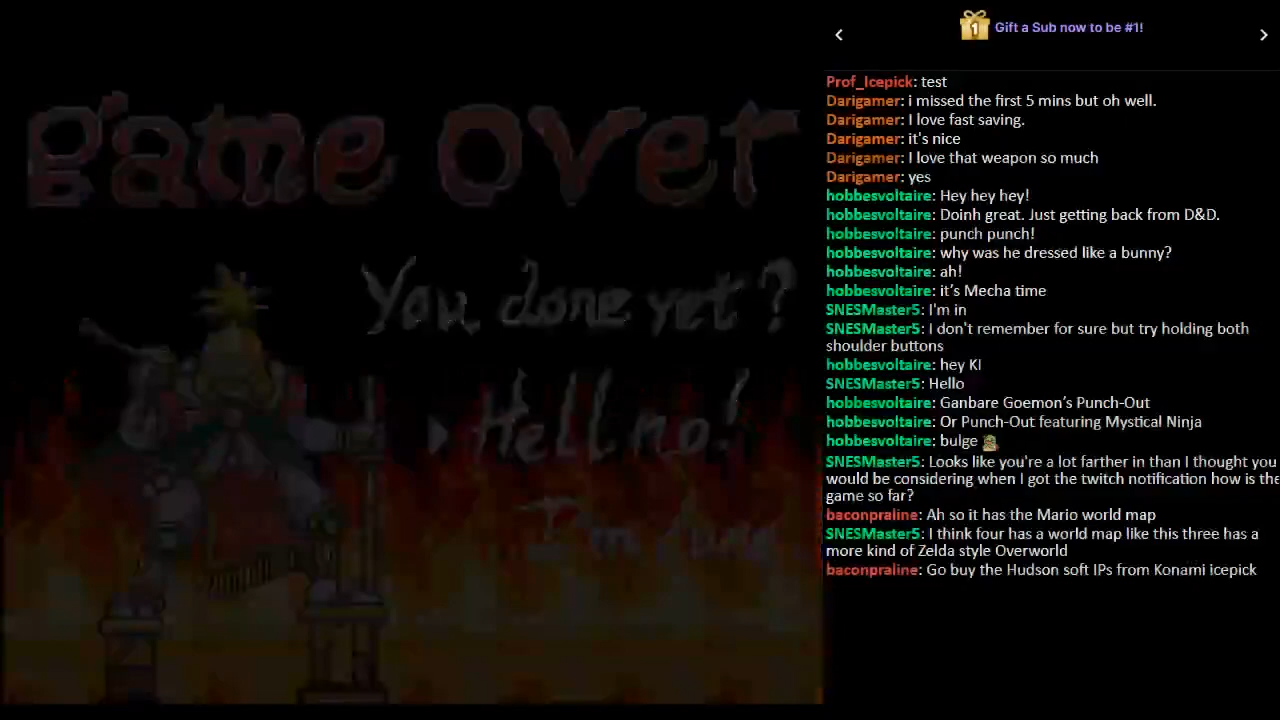 game over
You done yet?
Hell no!
I'm done
1
Gift a Sub now to be #1!
Prof_Icepick: test
Darigamer: i missed the first 5 mins but oh well.
Darigamer: I love fast saving.
Darigamer: it's nice
Darigamer: I love that weapon so much
Darigamer: yes
hobbesvoltaire: Hey hey hey!
hobbesvoltaire: Doinh great. Just getting back from D&D.
hobbesvoltaire: punch punch!
hobbesvoltaire: why was he dressed like a bunny?
hobbesvoltaire: ah!
hobbesvoltaire: it's Mecha time
SNESMaster5: I'm in
SNESMaster5: I don't remember for sure but try holding both
shoulder buttons
hobbesvoltaire: hey KI
SNESMaster5: Hello
hobbesvoltaire: Ganbare Goemon's Punch-Out
hobbesvoltaire: Or Punch-Out featuring Mystical Ninja
hobbesvoltaire: bulge
SNESMaster5: Looks like you're a lot farther in than I thought you
would be considering when I got the twitch notification how is the
game so far?
baconpraline: Ah so it has the Mario world map
SNESMaster5: I think four has a world map like this three has a
more kind of Zelda style Overworld
baconpraline: Go buy the Hudson soft IPs from Konami icepick